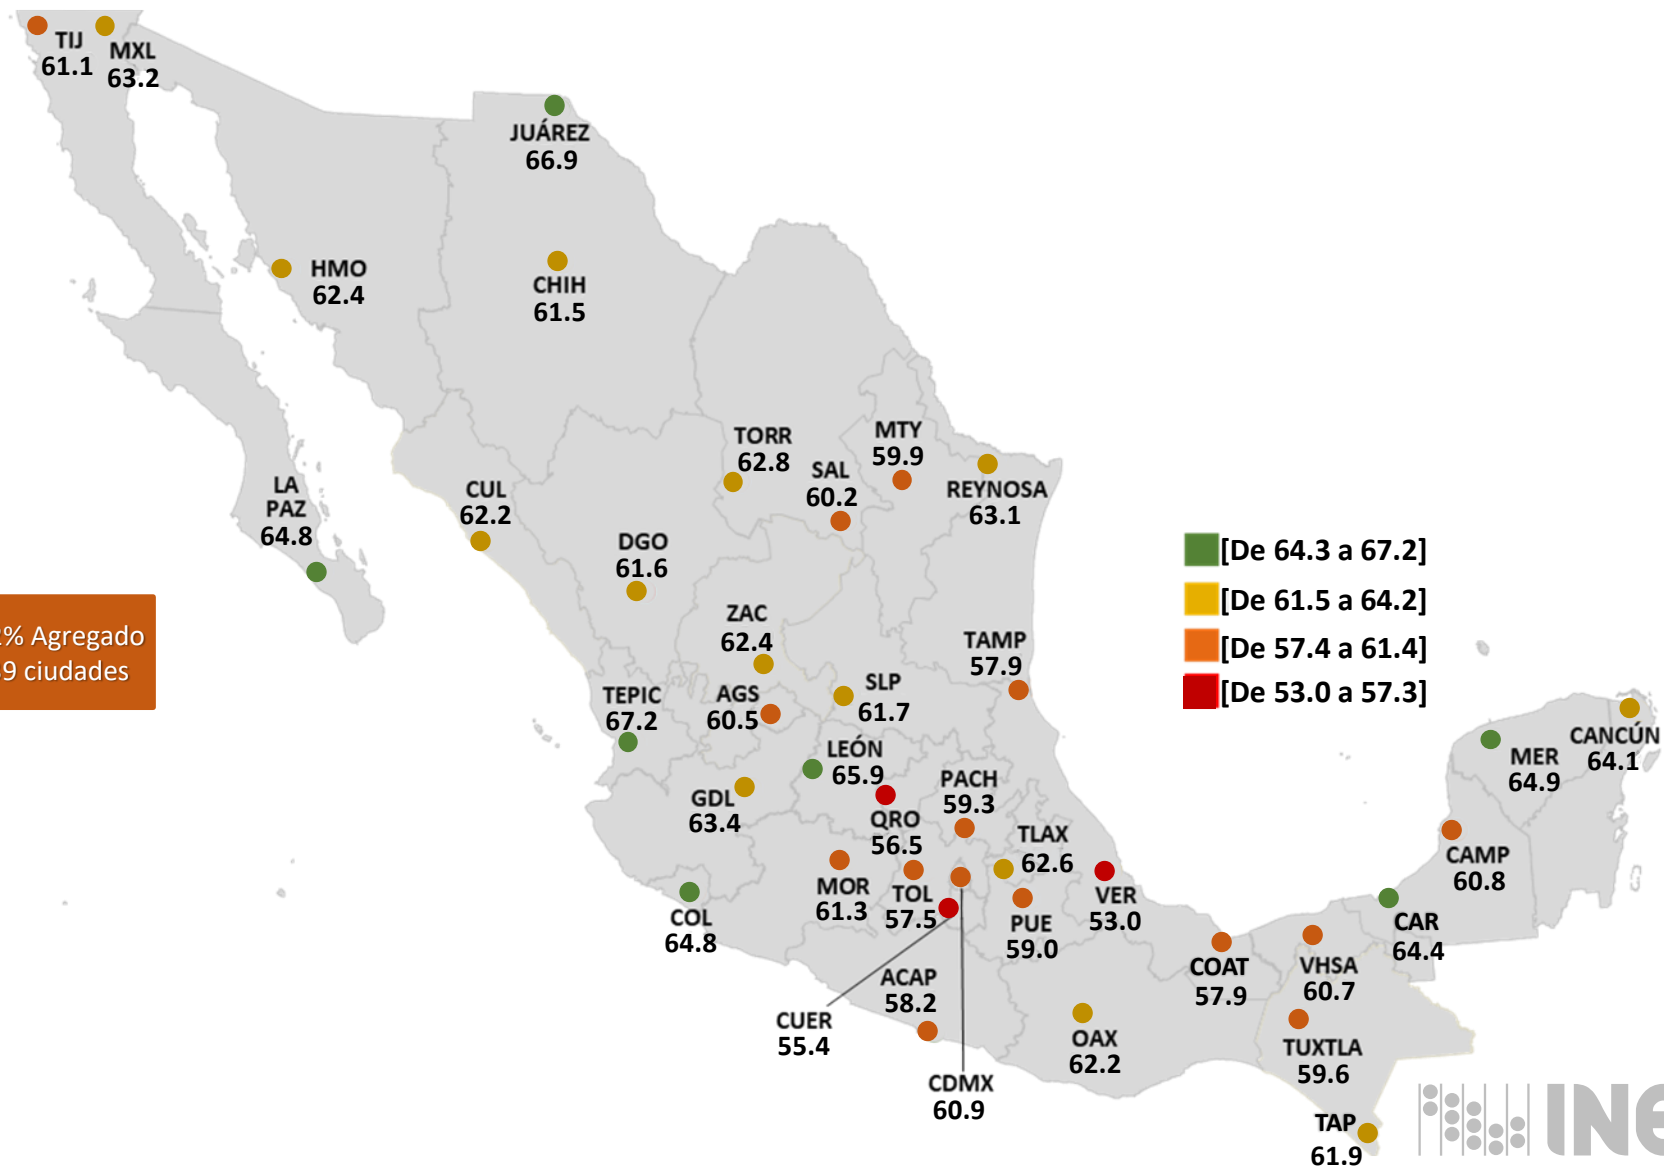 TIJ
61.1
MXL
63.2
JUÁREZ
66.9
HMO
62.4
CHIH
61.5
TORR
62.8
SAL
60.2
MTY
59.9
REYNOSA
63.1
LA
PAZ
64.8
CUL
62.2
DGO
61.6
[De 64.3 a 67.2]
[De 61.5 a 64.2]
[De 57.4 a 61.4]
[De 53.0 a 57.3]
% Agregado
9 ciudades
ZAC
62.4
TAMP
57.9
TEPIC
67.2
AGS
60.5
SLP
61.7
LEÓN
65.9
GDL
63.4
QRO
56.5
PACH
59.3
TLAX
62.6
MER
64.9
CANCÚN
64.1
CAMP
60.8
MOR
61.3
TOL
57.5
PUE
59.0
VER
53.0
COL
64.8
CAR
64.4
COAT
57.9
VHSA
60.7
ACAP
58.2
CUER
55.4
OAX
62.2
TUXTLA
59.6
CDMX
60.9
TAP
61.9
INE